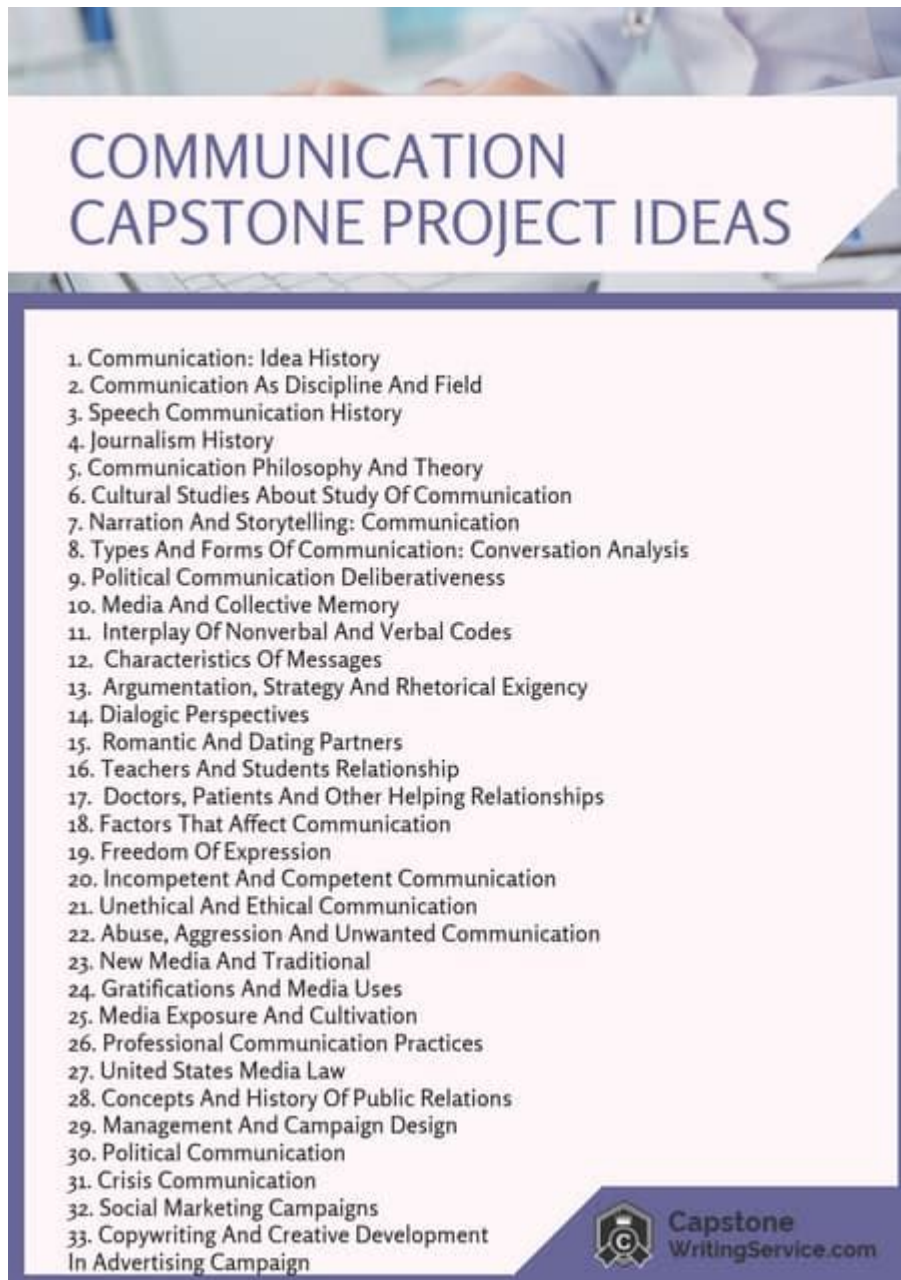 COMMUNICATION
CAPSTONE PROJECT IDEAS
1. Communication: Idea History
2. Communication As Discipline And Field
3. Speech Communication History
4. Journalism History
5. Communication Philosophy And Theory
6. Cultural Studies About Study Of Communication
7. Narration And Storytelling: Communication
8. Types And Forms Of Communication: Conversation Analysis
9. Political Communication Deliberativeness
10. Media And Collective Memory
11. Interplay Of Nonverbal And Verbal Codes
12. Characteristics Of Messages
13. Argumentation, Strategy And Rhetorical Exigency
14. Dialogic Perspectives
15. Romantic And Dating Partners
16. Teachers And Students Relationship
17. Doctors, Patients And Other Helping Relationships
18. Factors That Affect Communication
19. Freedom Of Expression
20. Incompetent And Competent Communication
21. Unethical And Ethical Communication
22. Abuse, Aggression And Unwanted Communication
23. New Media And Traditional
24. Gratifications And Media Uses
25. Media Exposure And Cultivation
26. Professional Communication Practices
27. United States Media Law
28. Concepts And History Of Public Relations
29. Management And Campaign Design
30. Political Communication
31. Crisis Communication
32. Social Marketing Campaigns
33. Copywriting And Creative Development
In Advertising Campaign
C
Capstone
WritingService.com